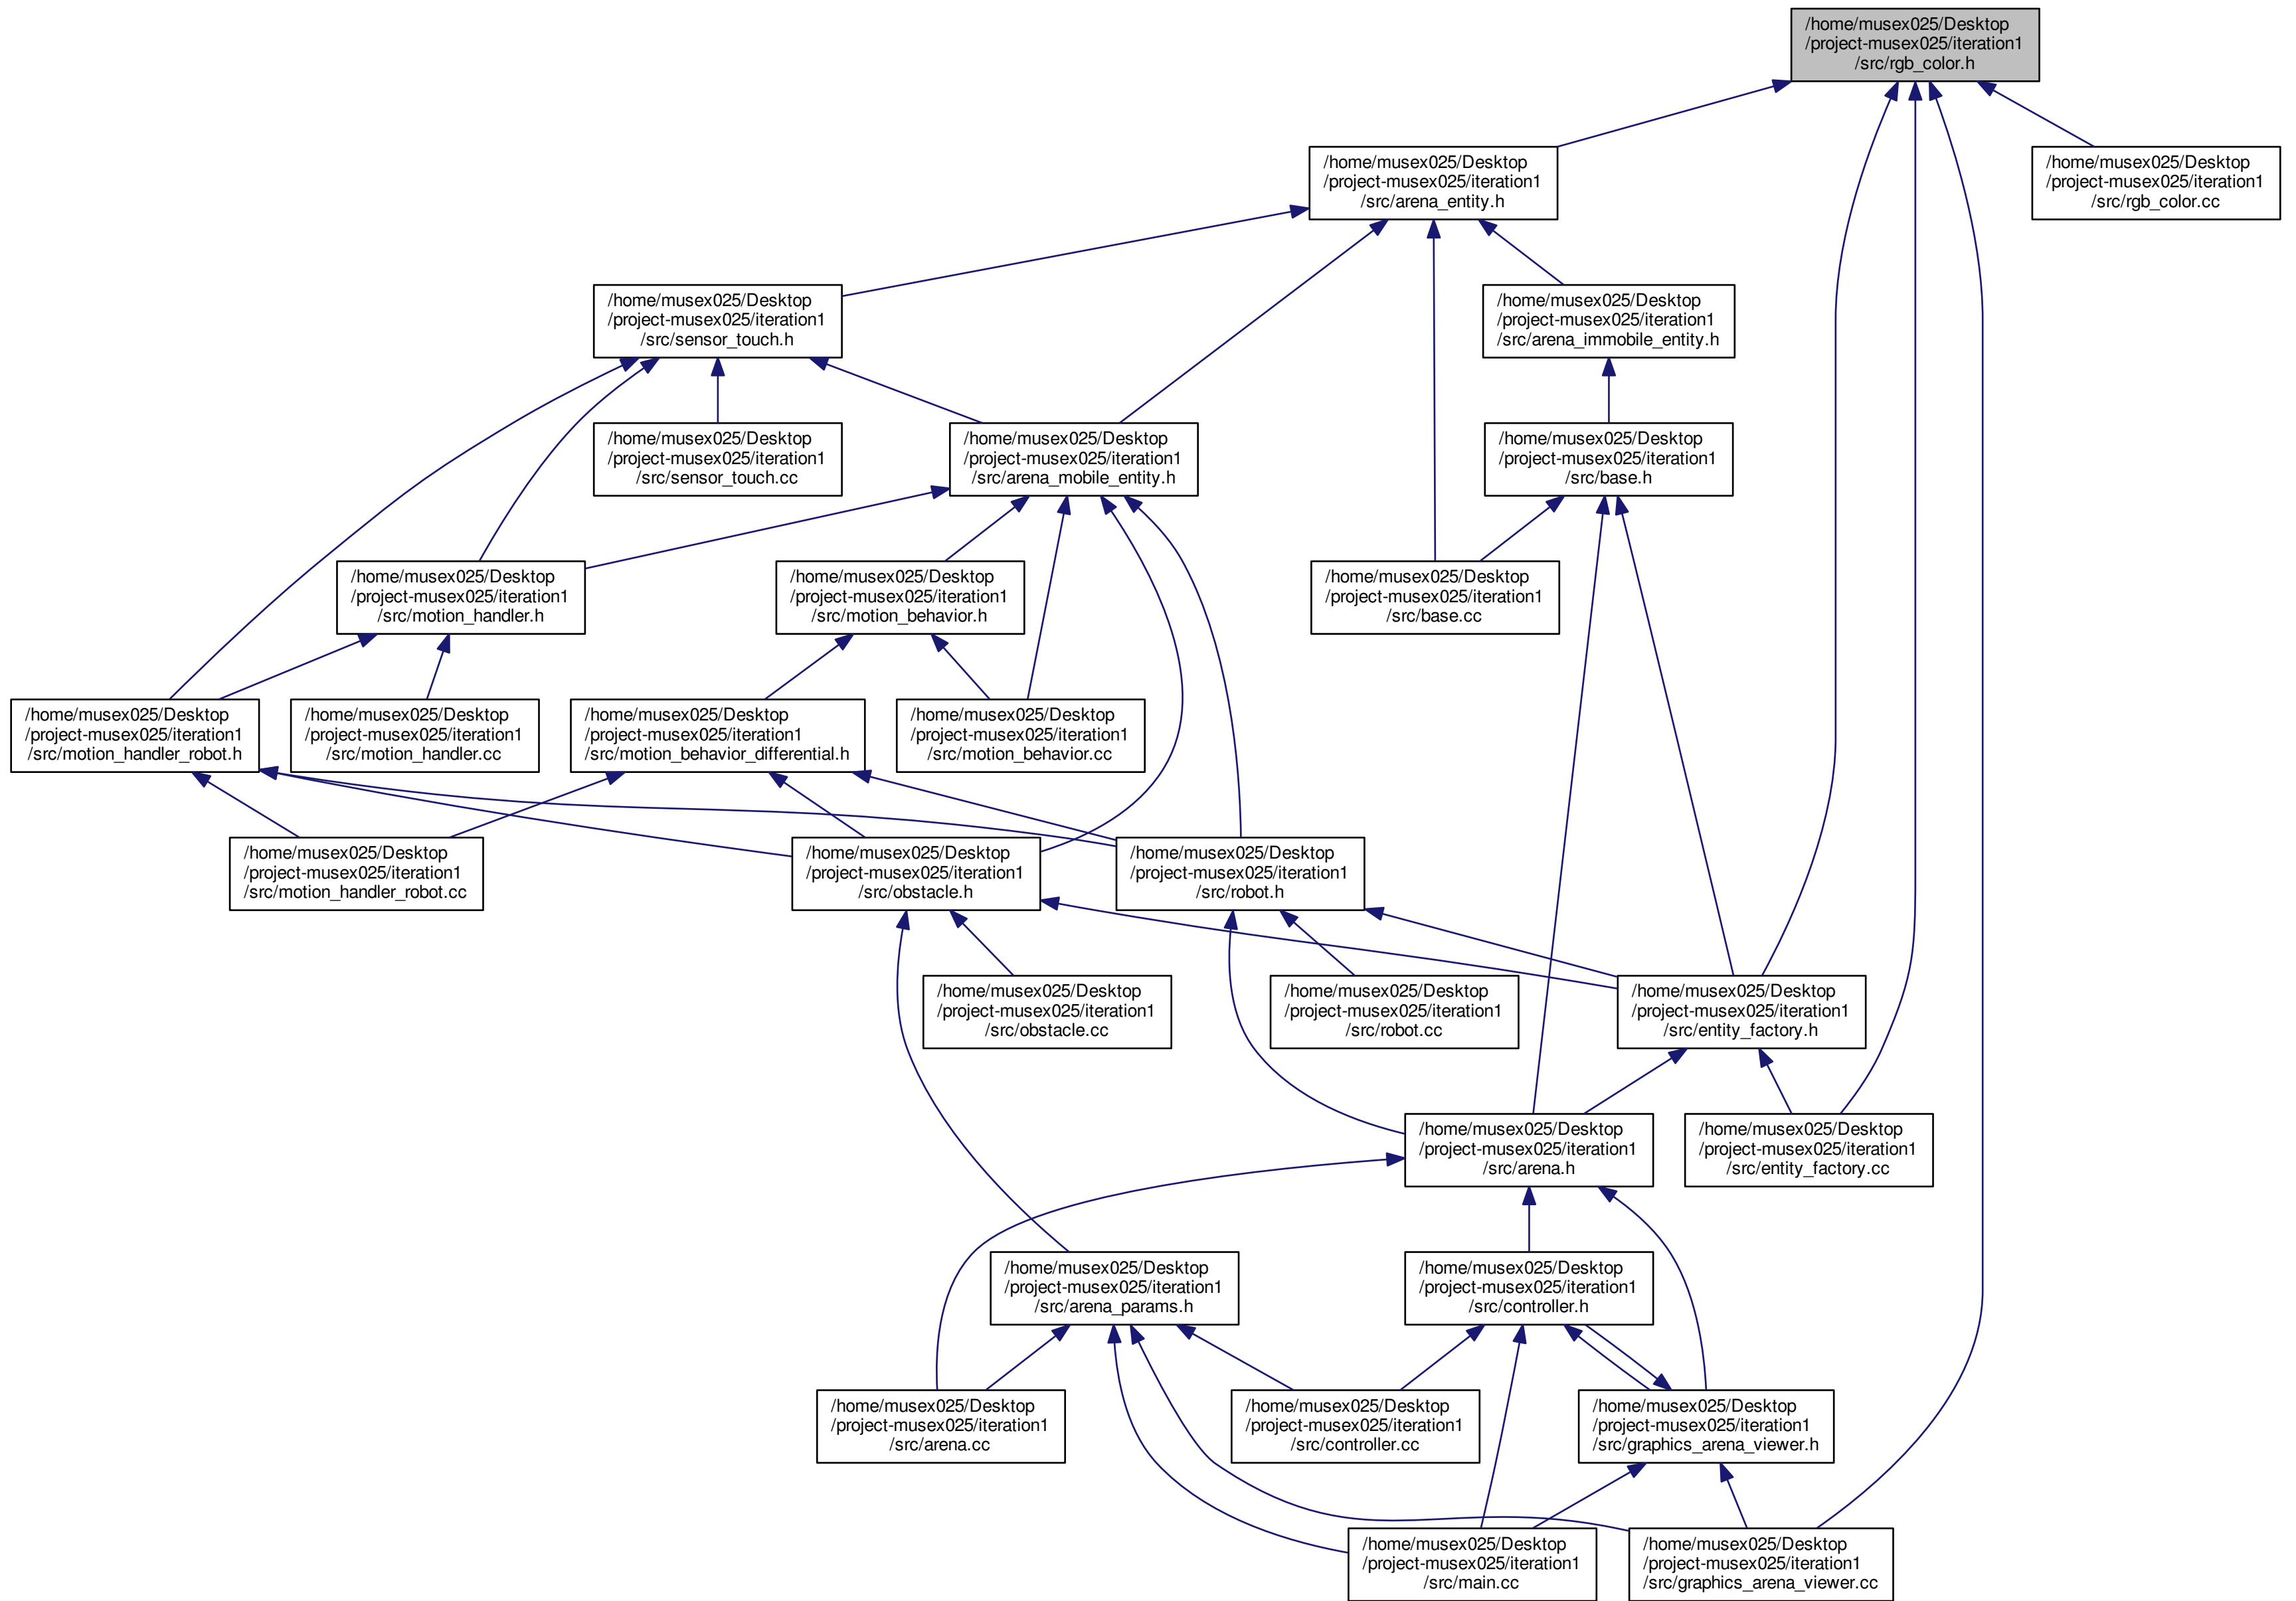 /home/musex025/Desktop
/project-musex025/iteration1
/src/rgb_color.h
/home/musex025/Desktop
/project-musex025/iteration1
/src/arena_entity.h
/home/musex025/Desktop
/project-musex025/iteration1
/src/rgb_color.cc
/home/musex025/Desktop
/project-musex025/iteration1
/src/sensor_touch.h
/home/musex025/Desktop
/project-musex025/iteration1
/src/arena_immobile_entity.h
/home/musex025/Desktop
/project-musex025/iteration1
/src/sensor_touch.cc
/home/musex025/Desktop
/project-musex025/iteration1
/src/arena_mobile_entity.h
/home/musex025/Desktop
/project-musex025/iteration1
/src/base.h
/home/musex025/Desktop
/project-musex025/iteration1
/src/motion_handler.h
/home/musex025/Desktop
/project-musex025/iteration1
/src/motion_behavior.h
/home/musex025/Desktop
/project-musex025/iteration1
/src/base.cc
/home/musex025/Desktop
/project-musex025/iteration1
/src/motion_handler_robot.h
/home/musex025/Desktop
/project-musex025/iteration1
/src/motion_handler.cc
/home/musex025/Desktop
/project-musex025/iteration1
/src/motion_behavior_differential.h
/home/musex025/Desktop
/project-musex025/iteration1
/src/motion_behavior.cc
/home/musex025/Desktop
/project-musex025/iteration1
/src/motion_handler_robot.cc
/home/musex025/Desktop
/project-musex025/iteration1
/src/obstacle.h
/home/musex025/Desktop
/project-musex025/iteration1
/src/robot.h
/home/musex025/Desktop
/project-musex025/iteration1
/src/obstacle.cc
/home/musex025/Desktop
/project-musex025/iteration1
/src/robot.cc
/home/musex025/Desktop
/project-musex025/iteration1
/src/entity_factory.h
/home/musex025/Desktop
/project-musex025/iteration1
/src/arena.h
/home/musex025/Desktop
/project-musex025/iteration1
/src/entity_factory.cc
/home/musex025/Desktop
/project-musex025/iteration1
/src/arena_params.h
/home/musex025/Desktop
/project-musex025/iteration1
/src/controller.h
/home/musex025/Desktop
/project-musex025/iteration1
/src/arena.cc
/home/musex025/Desktop
/project-musex025/iteration1
/src/controller.cc
/home/musex025/Desktop
/project-musex025/iteration1
/src/graphics_arena_viewer.h
/home/musex025/Desktop
/project-musex025/iteration1
/src/main.cc
/home/musex025/Desktop
/project-musex025/iteration1
/src/graphics_arena_viewer.cc